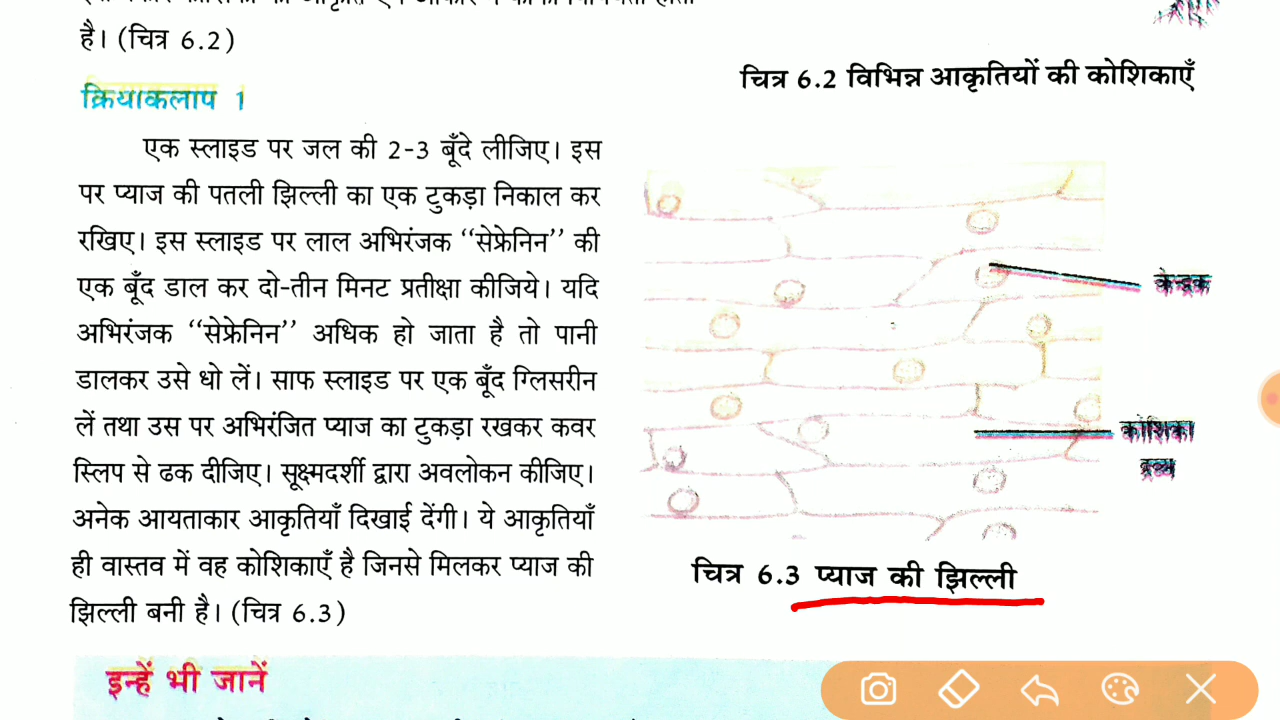 है। (चित्र 6.2)
चित्र 6.2 विभिन्न आकृतियों की कोशिकाएँ
क्रियाकलाप 1
एक स्लाइड पर जल की 2-3 बूँदे लीजिए। इस
पर प्याज की पतली झिल्ली का एक टुकड़ा निकाल कर
रखिए। इस स्लाइड पर लाल अभिरंजक ‘‘सेफ्रेनिन’’ की
एक बूँद डाल कर दो-तीन मिनट प्रतीक्षा कीजिये। यदि
अभिरंजक ‘‘सेफ्रेनिन’’ अधिक हो जाता है तो पानी
डालकर उसे धो लें। साफ स्लाइड पर एक बूँद ग्लिसरीन
लें तथा उस पर अभिरंजित प्याज का टुकड़ा रखकर कवर
स्लिप से ढक दीजिए। सूक्ष्मदर्शी द्वारा अवलोकन कीजिए।
अनेक आयताकार आकृतियाँ दिखाई देंगी। ये आकृतियाँ
ही वास्तव में वह कोशिकाएँ है जिनसे मिलकर प्याज की
झिल्ली बनी है। (चित्र 6.3)
केन्द्रक
कोशिका
द्रव्य
चित्र 6.3 प्याज की झिल्ली
इन्हें भी जानें